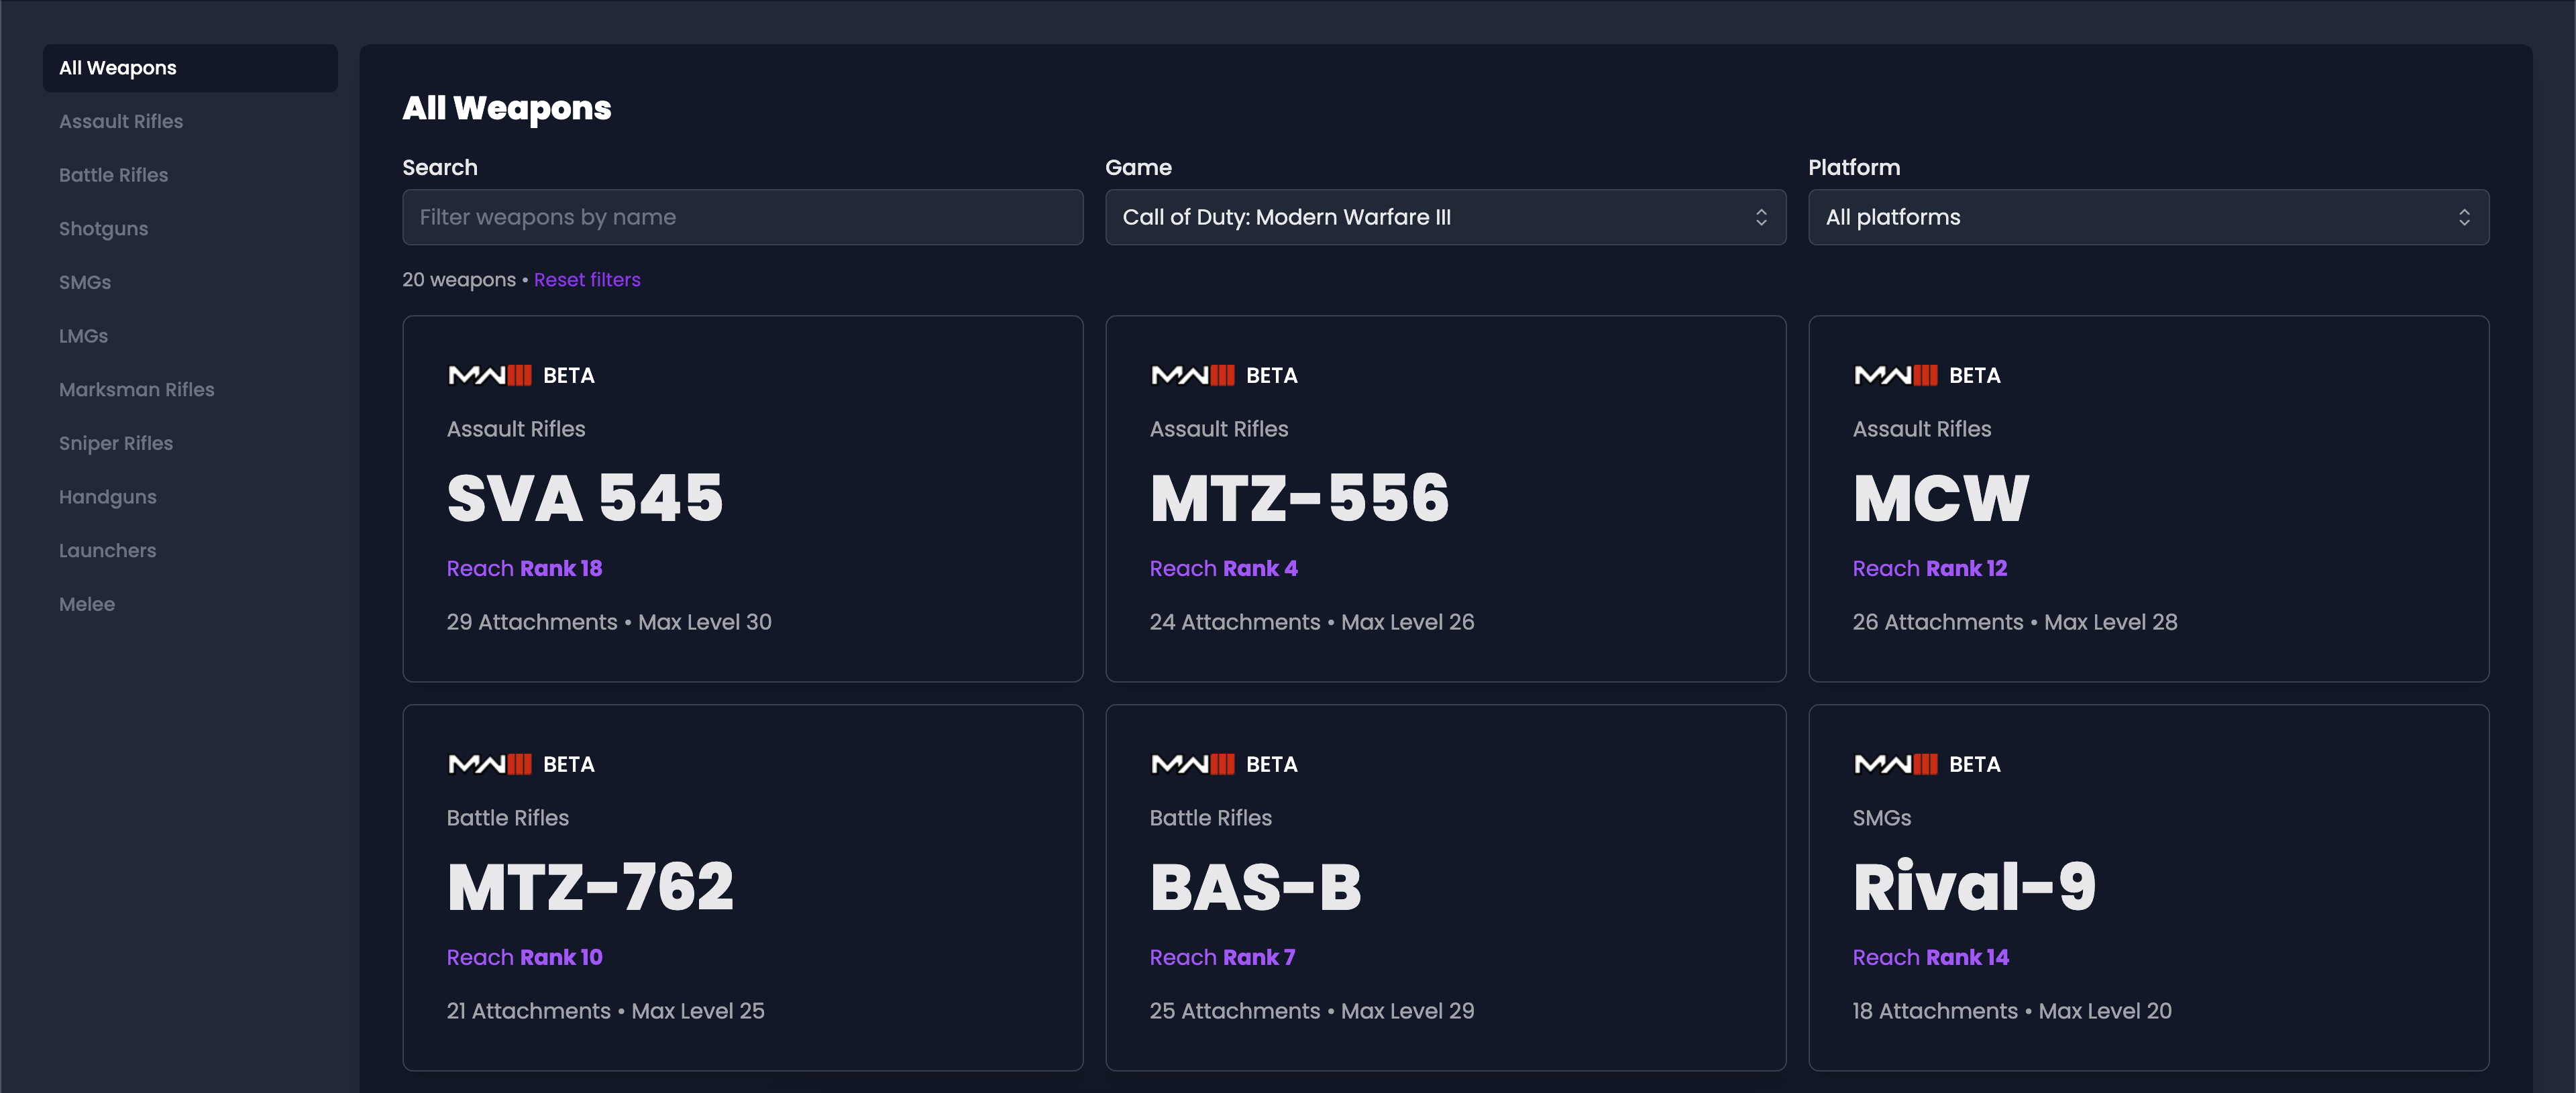 All Weapons
Assault Rifles
Battle Rifles
Shotguns
SMGs
LMGs
Marksman Rifles
Sniper Rifles
Handguns
Launchers
Melee
All Weapons
Search
Filter weapons by name
Game
Call of Duty: Modern Warfare III
Platform
All platforms
20 weapons • Reset filters
MWIII BETA
Assault Rifles
SVA 545
Reach Rank 18
29 Attachments • Max Level 30
MWIII BETA
Assault Rifles
MTZ-556
Reach Rank 4
24 Attachments • Max Level 26
MWIII BETA
Assault Rifles
MCW
Reach Rank 12
26 Attachments • Max Level 28
MWIII BETA
Battle Rifles
MTZ-762
Reach Rank 10
21 Attachments • Max Level 25
MWIII BETA
Battle Rifles
BAS-B
Reach Rank 7
25 Attachments • Max Level 29
MWIII BETA
SMGs
Rival-9
Reach Rank 14
18 Attachments • Max Level 20